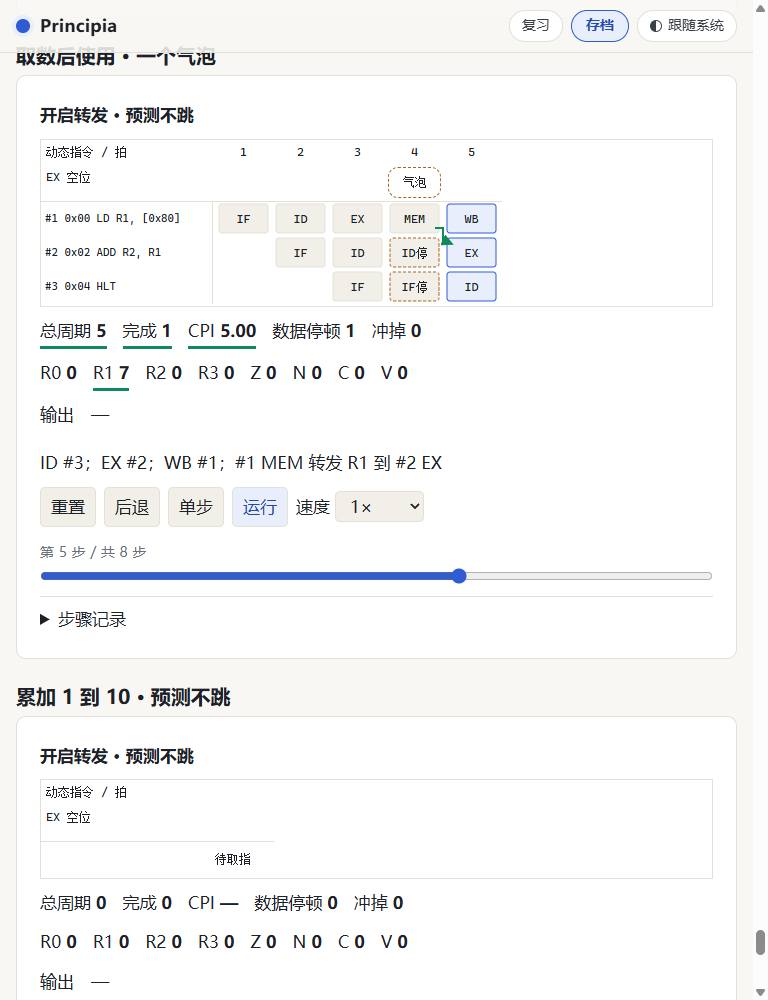 Principia
复习 存档 跟随系统
取数后使用 • 一个气泡
开启转发 • 预测不跳
动态指令 / 拍 1 2 3 4 5
EX 空位 气泡
#1 0x00 LD R1, [0x80] IF ID EX MEM WB
#2 0x02 ADD R2, R1 IF ID ID停 EX
#3 0x04 HLT IF IF停 ID
总周期 5 完成 1 CPI 5.00 数据停顿 1 冲掉 0
R0 0 R1 7 R2 0 R3 0 Z 0 N 0 C 0 V 0
输出 —
ID #3；EX #2；WB #1；#1 MEM 转发 R1 到 #2 EX
重置 后退 单步 运行 速度 1×
第 5 步 / 共 8 步
步骤记录
累加 1 到 10 • 预测不跳
开启转发 • 预测不跳
动态指令 / 拍
EX 空位
待取指
总周期 0 完成 0 CPI — 数据停顿 0 冲掉 0
R0 0 R1 0 R2 0 R3 0 Z 0 N 0 C 0 V 0
输出 —